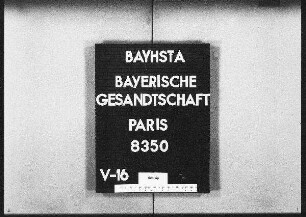 BAYHSTA
BAYERISCHE
GESANDTSCHAFT
PARIS
8350
V-16